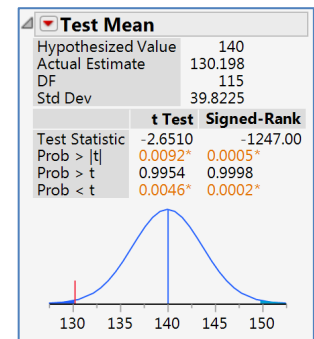 Test Mean
Hypothesized Value 140
Actual Estimate 130.198
DF 115
Std Dev 39.8225
t Test Signed-Rank
Test Statistic -2.6510 -1247.00
Prob > |t| 0.0092* 0.0005*
Prob > t 0.9954 0.9998
Prob < t 0.0046* 0.0002*
130 135 140 145 150